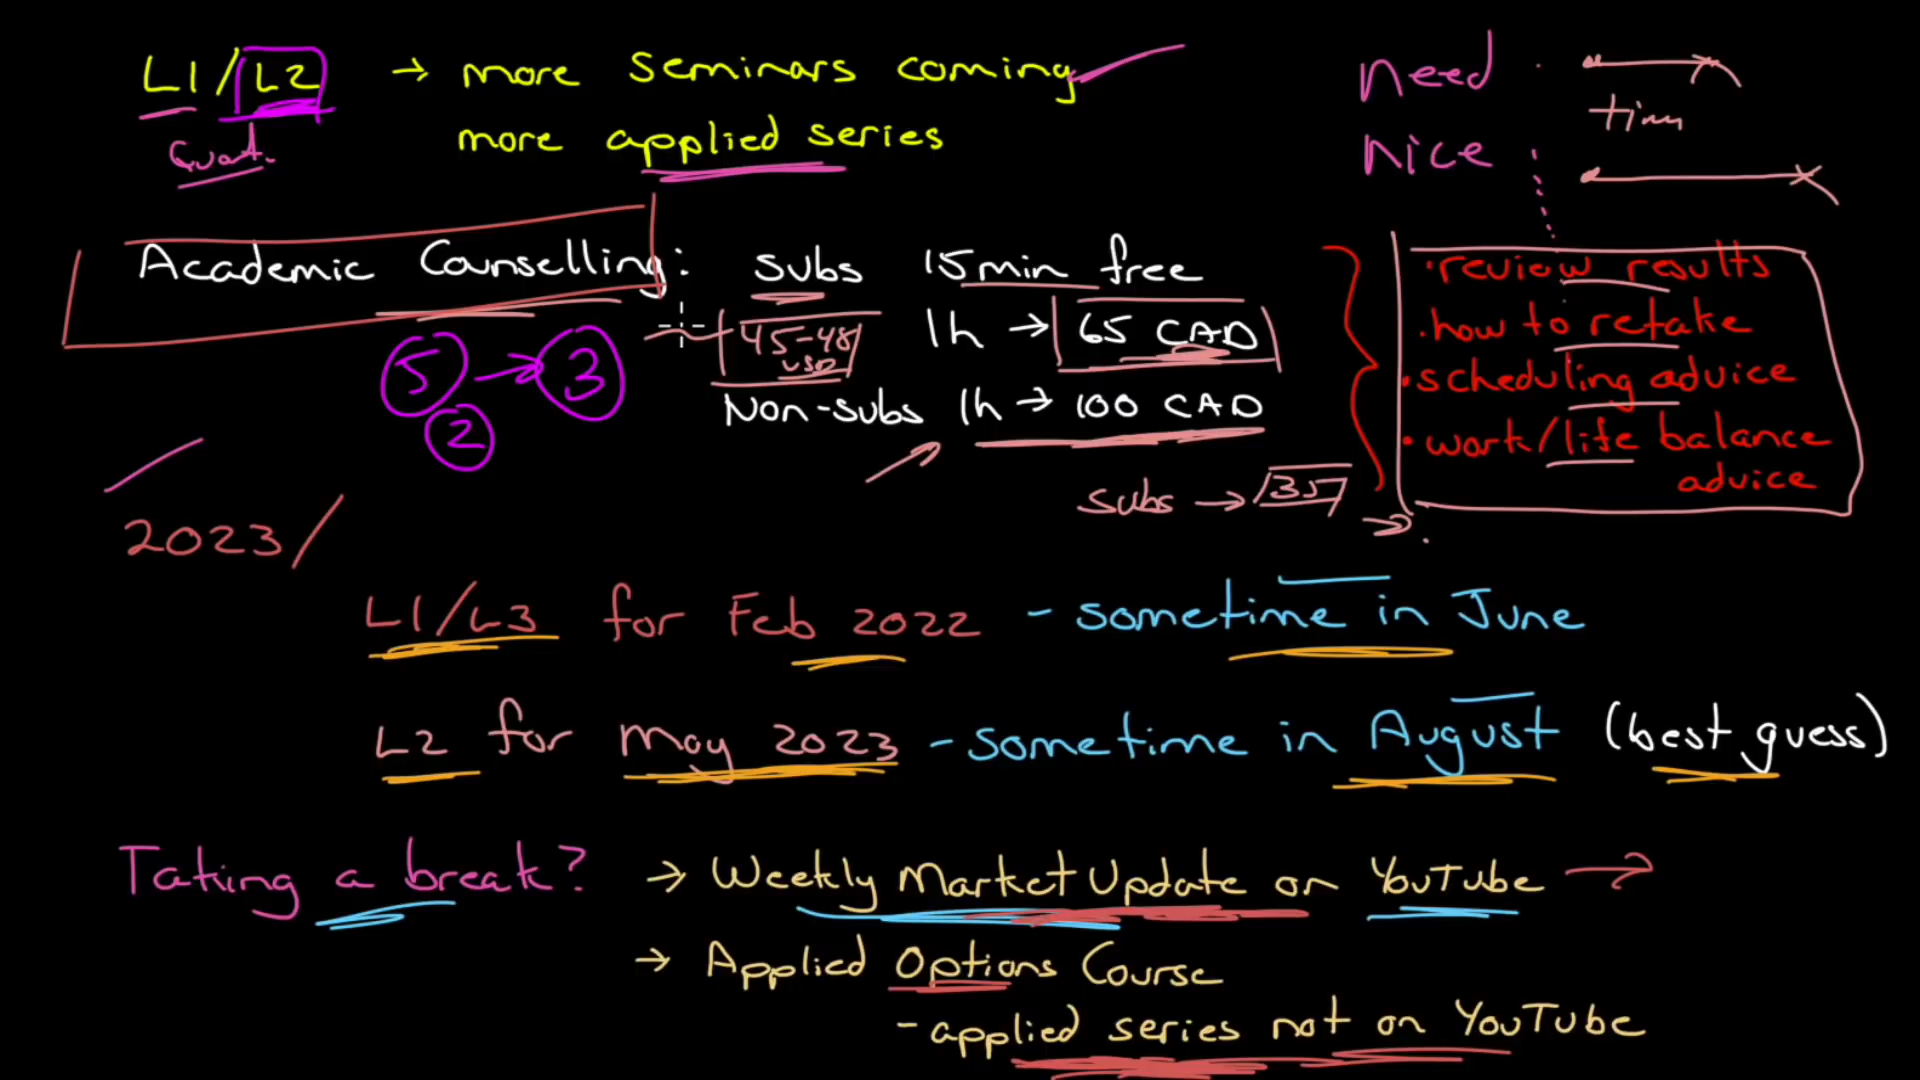 L1/L2 → more seminars coming
Quant.
more applied series
need
nice
Academic Counselling: subs 15min free
45-48 USD
1h → 65 CAD
Non-subs 1h → 100 CAD
subs → 35
5 → 3
2
· review results
· how to retake
· scheduling advice
· work/life balance
advice
2023/
L1/L3 for Feb 2022 - sometime in June
L2 for May 2023 - sometime in August (best guess)
Taking a break? → Weekly Market Update on YouTube →
→ Applied Options Course
- applied series not on YouTube